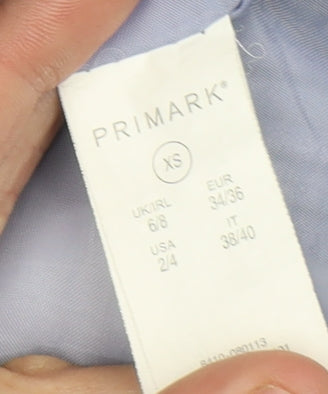 PRIMARK®
XS
UK/IRL EUR
6/8 34/36
USA IT
2/4 38/40